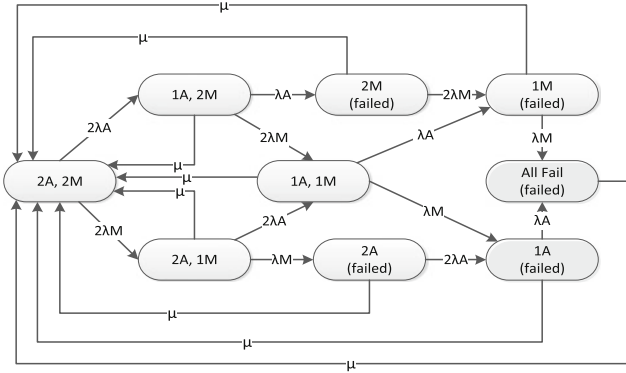 μ
μ
1A, 2M
λA
2M
(failed)
2λM
1M
(failed)
2λA
2λM
λA
λM
μ
2A, 2M
μ
1A, 1M
All Fail
(failed)
μ
2λM
2λA
λM
λA
2A, 1M
λM
2A
(failed)
2λA
1A
(failed)
μ
μ
μ